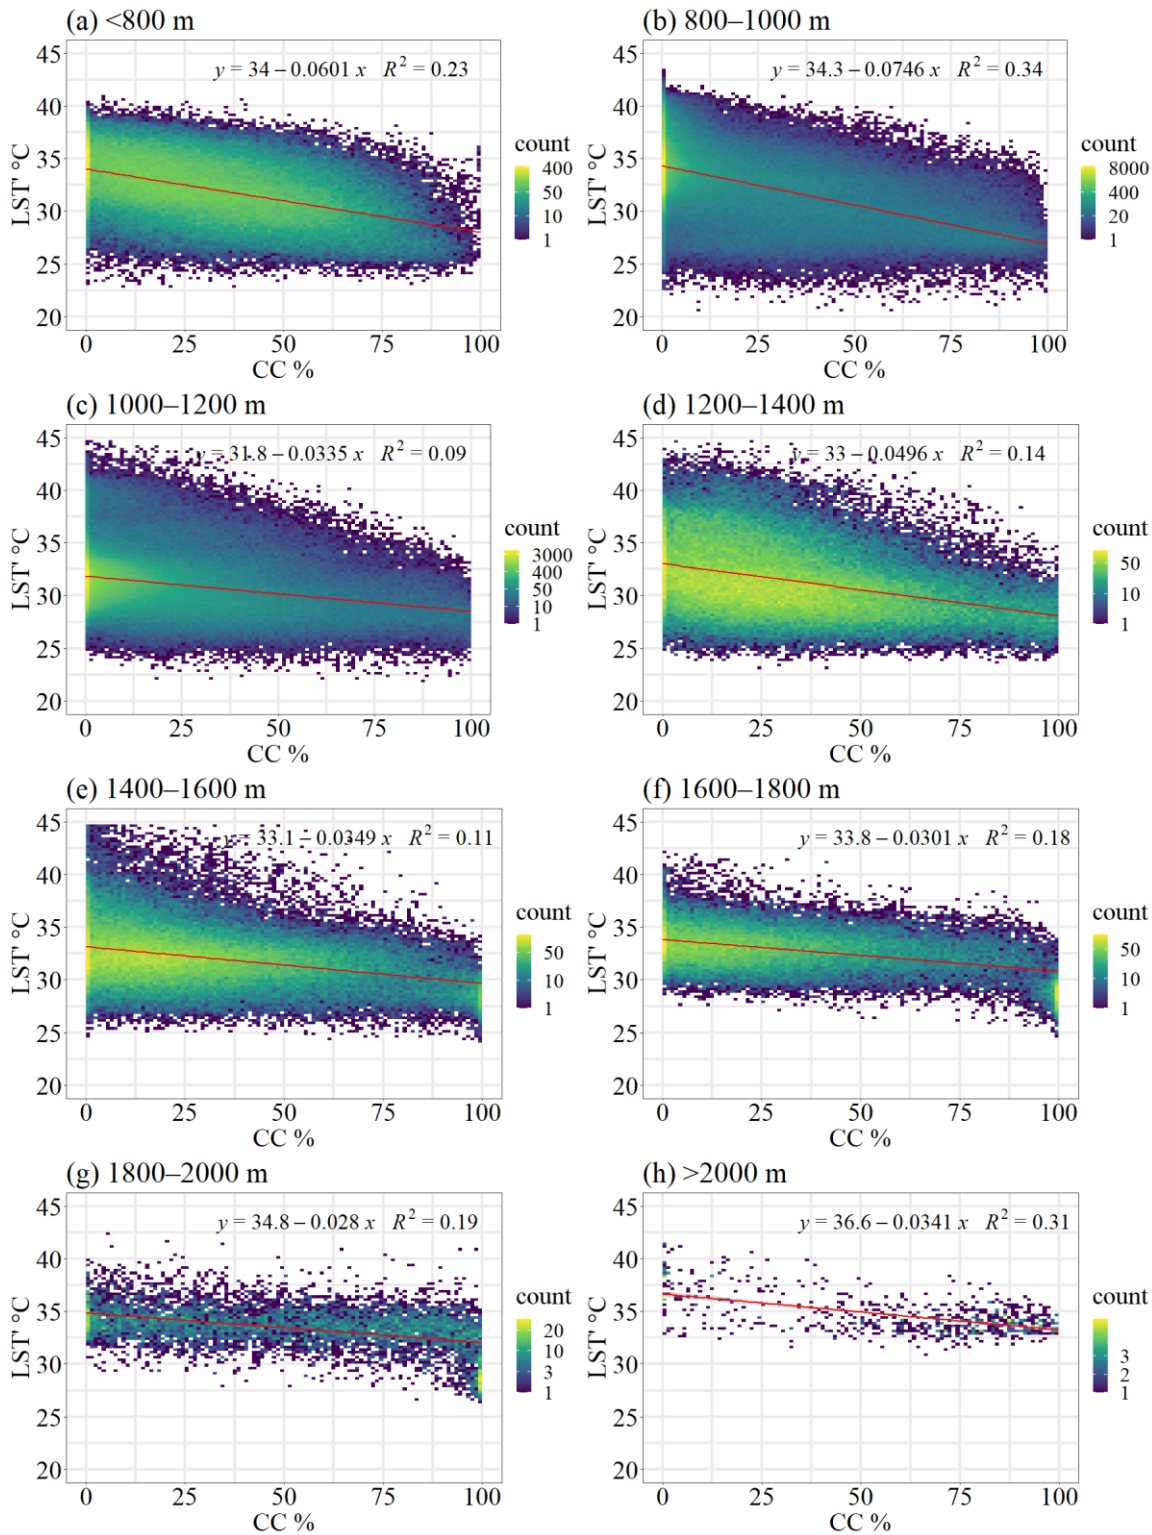 (a) <800 m
y = 34 − 0.0601 x R² = 0.23
LST' °C
45
40
35
30
25
20
0 25 50 75 100
CC %
count
400
50
10
1
(b) 800–1000 m
y = 34.3 − 0.0746 x R² = 0.34
LST' °C
45
40
35
30
25
20
0 25 50 75 100
CC %
count
8000
400
20
1
(c) 1000–1200 m
y = 31.8 − 0.0335 x R² = 0.09
LST' °C
45
40
35
30
25
20
0 25 50 75 100
CC %
count
3000
400
50
10
1
(d) 1200–1400 m
y = 33 − 0.0496 x R² = 0.14
LST' °C
45
40
35
30
25
20
0 25 50 75 100
CC %
count
50
10
1
(e) 1400–1600 m
y = 33.1 − 0.0349 x R² = 0.11
LST' °C
45
40
35
30
25
20
0 25 50 75 100
CC %
count
50
10
1
(f) 1600–1800 m
y = 33.8 − 0.0301 x R² = 0.18
LST' °C
45
40
35
30
25
20
0 25 50 75 100
CC %
count
50
10
1
(g) 1800–2000 m
y = 34.8 − 0.028 x R² = 0.19
LST' °C
45
40
35
30
25
20
0 25 50 75 100
CC %
count
20
10
3
1
(h) >2000 m
y = 36.6 − 0.0341 x R² = 0.31
LST' °C
45
40
35
30
25
20
0 25 50 75 100
CC %
count
3
2
1